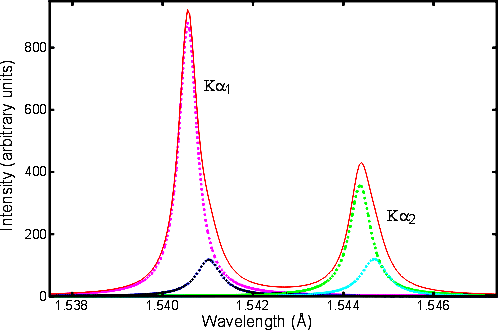 Intensity (arbitrary units)
800
600
400
200
0
Kα₁
Kα₂
1.538
1.540
1.542
1.544
1.546
Wavelength (Å)